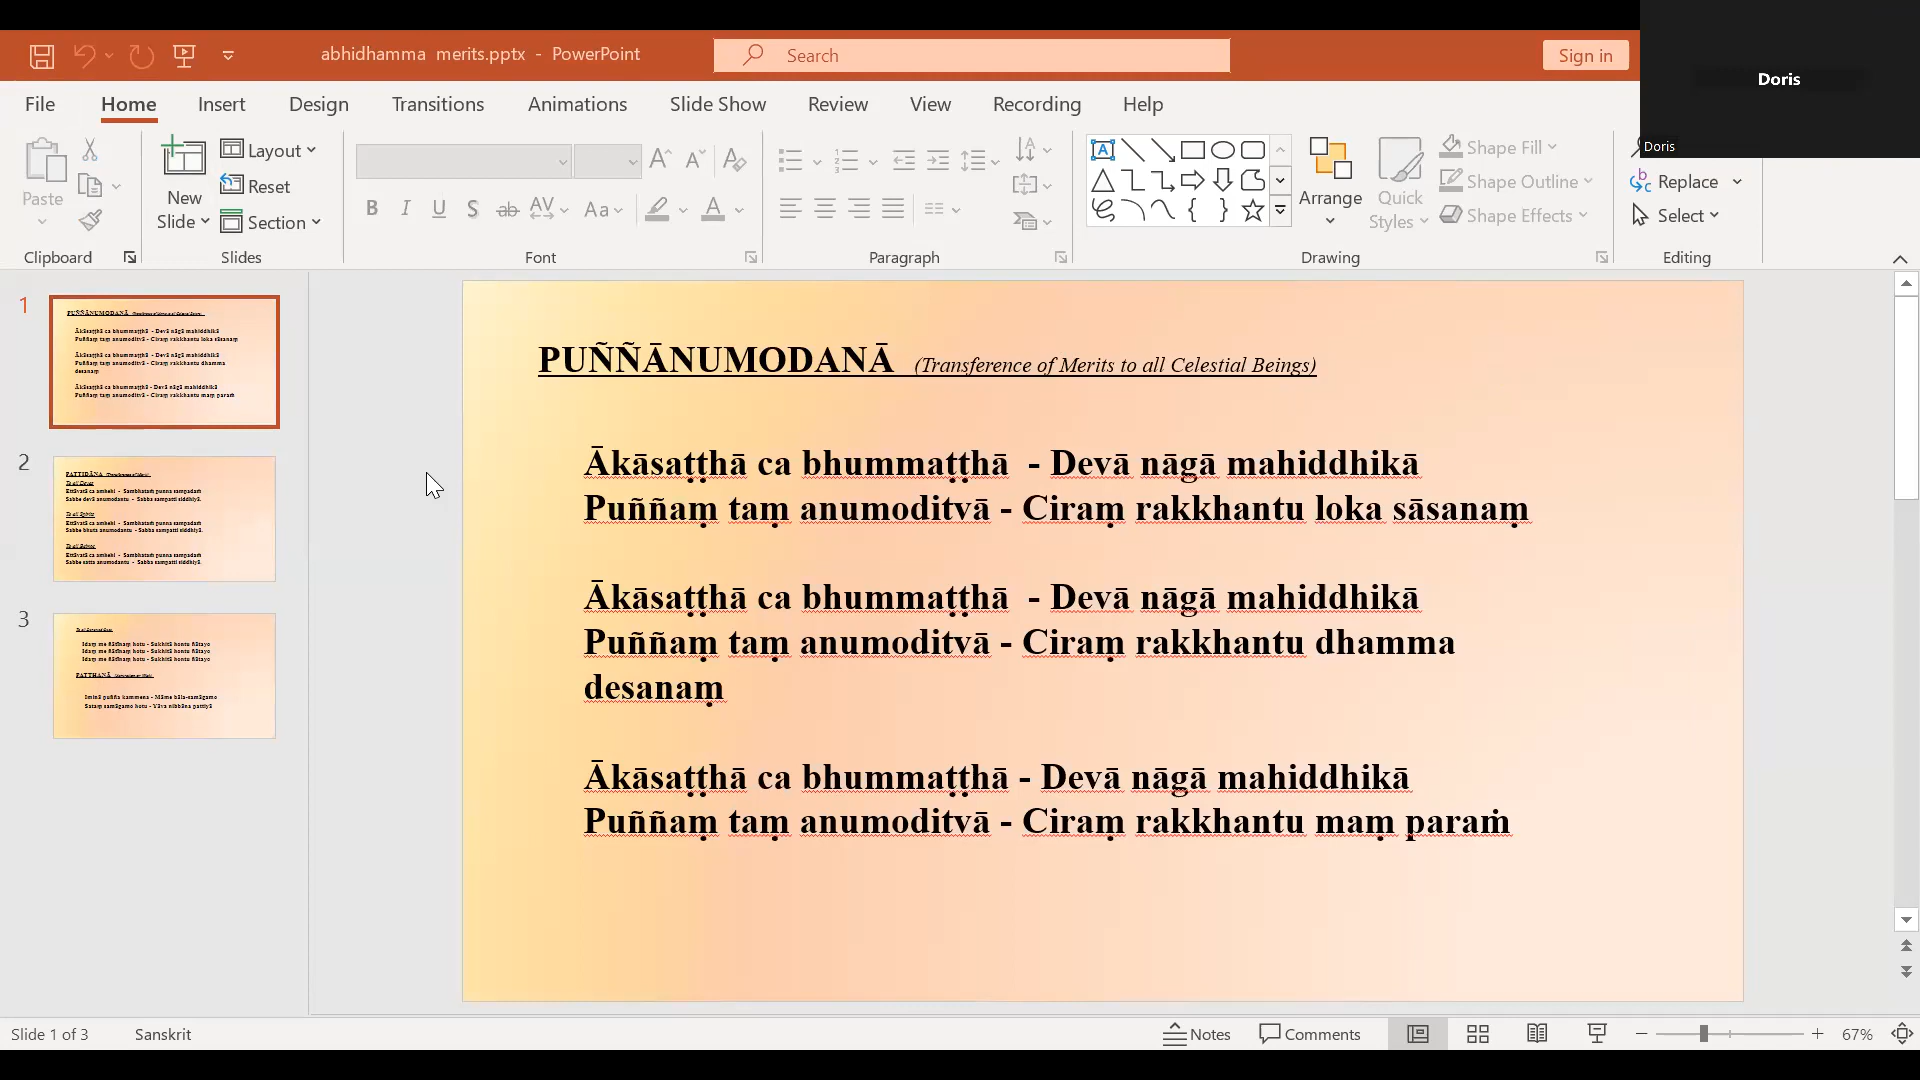 abhidhamma merits.pptx - PowerPoint
Search
Sign in
Doris
File Home Insert Design Transitions Animations Slide Show Review View Recording Help
Doris
Paste
New Slide
Layout
Reset
Section
Arrange
Quick Styles
Shape Fill
Shape Outline
Shape Effects
Replace
Select
Clipboard Slides Font Paragraph Drawing Editing
1
2
3
PUÑÑĀNUMODANĀ (Transference of Merits to all Celestial Beings)
Ākāsaṭṭhā ca bhummaṭṭhā - Devā nāgā mahiddhikā
Puññaṃ taṃ anumoditvā - Ciraṃ rakkhantu loka sāsanaṃ
Ākāsaṭṭhā ca bhummaṭṭhā - Devā nāgā mahiddhikā
Puññaṃ taṃ anumoditvā - Ciraṃ rakkhantu dhamma
desanaṃ
Ākāsaṭṭhā ca bhummaṭṭhā - Devā nāgā mahiddhikā
Puññaṃ taṃ anumoditvā - Ciraṃ rakkhantu maṃ paraṁ
Slide 1 of 3 Sanskrit Notes Comments 67%